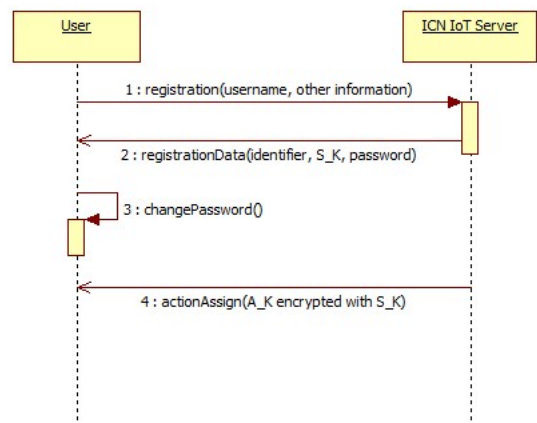 User
ICN IoT Server
1 : registration(username, other information)
2 : registrationData(identifier, S_K, password)
3 : changePassword()
4 : actionAssign(A_K encrypted with S_K)